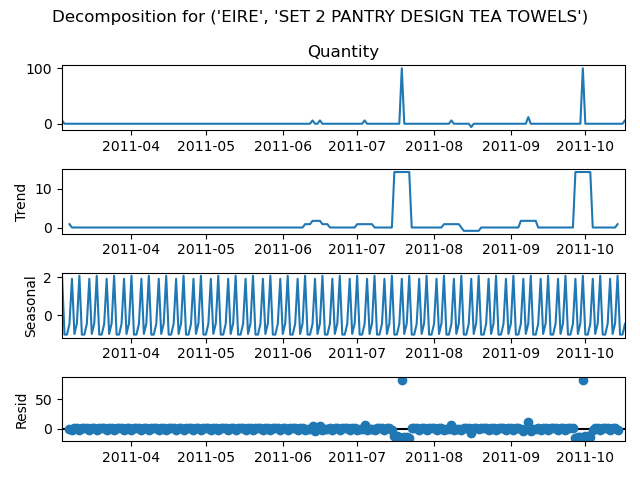 Decomposition for ('EIRE', 'SET 2 PANTRY DESIGN TEA TOWELS')
Quantity
100
0
2011-04 2011-05 2011-06 2011-07 2011-08 2011-09 2011-10
Trend
10
0
2011-04 2011-05 2011-06 2011-07 2011-08 2011-09 2011-10
Seasonal
2
0
2011-04 2011-05 2011-06 2011-07 2011-08 2011-09 2011-10
Resid
50
0
2011-04 2011-05 2011-06 2011-07 2011-08 2011-09 2011-10